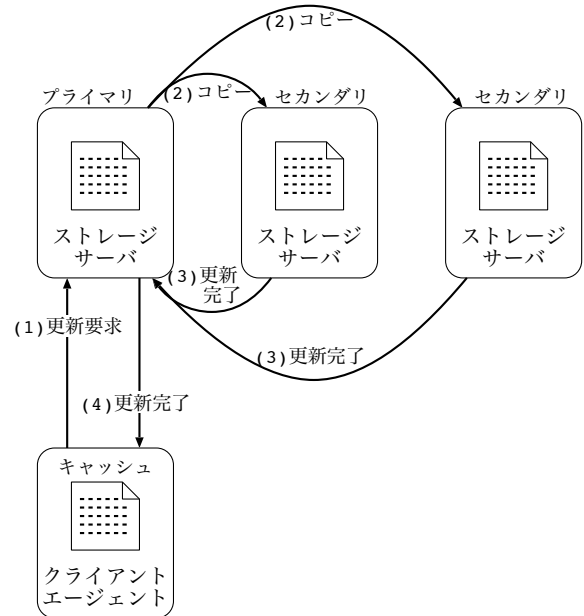 (2)コピー
プライマリ
(2)コピー
セカンダリ
セカンダリ
ストレージ
サーバ
ストレージ
サーバ
ストレージ
サーバ
(3)更新
完了
(1)更新要求
(3)更新完了
(4)更新完了
キャッシュ
クライアント
エージェント